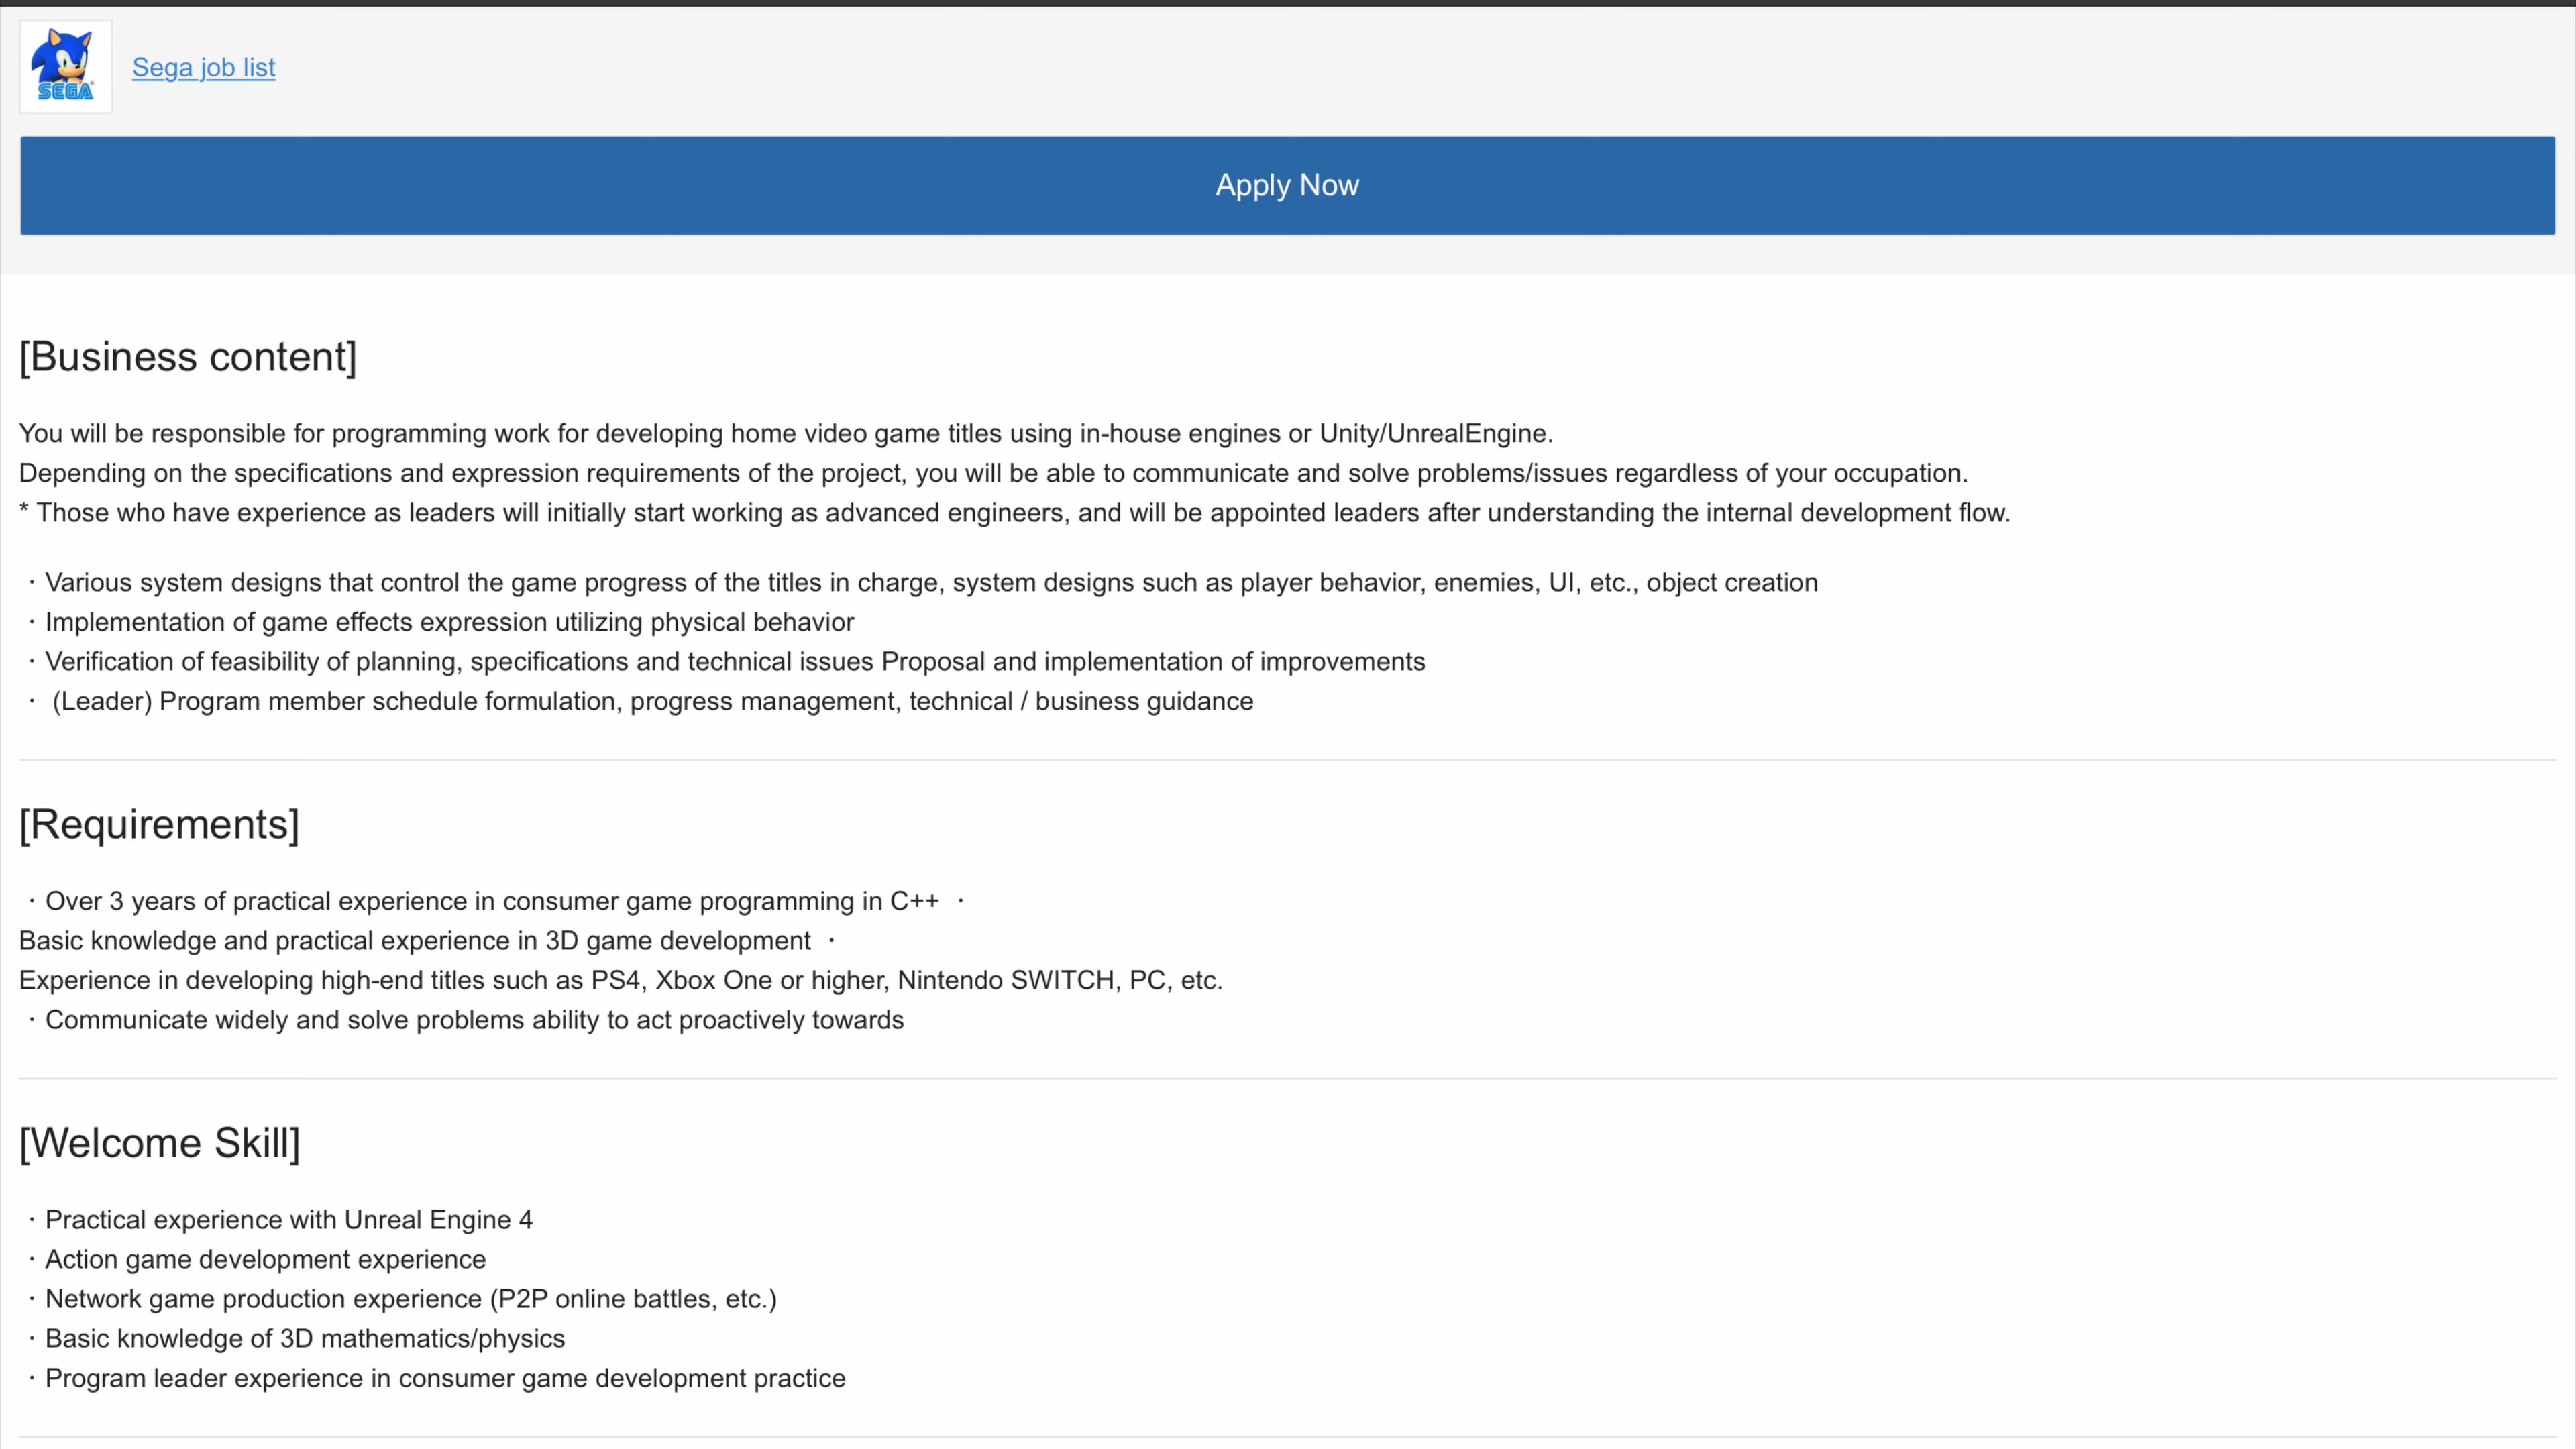 SEGA
Sega job list
Apply Now
[Business content]
You will be responsible for programming work for developing home video game titles using in-house engines or Unity/UnrealEngine.
Depending on the specifications and expression requirements of the project, you will be able to communicate and solve problems/issues regardless of your occupation.
* Those who have experience as leaders will initially start working as advanced engineers, and will be appointed leaders after understanding the internal development flow.
・Various system designs that control the game progress of the titles in charge, system designs such as player behavior, enemies, UI, etc., object creation
・Implementation of game effects expression utilizing physical behavior
・Verification of feasibility of planning, specifications and technical issues Proposal and implementation of improvements
・ (Leader) Program member schedule formulation, progress management, technical / business guidance
[Requirements]
・Over 3 years of practical experience in consumer game programming in C++ ・
Basic knowledge and practical experience in 3D game development ・
Experience in developing high-end titles such as PS4, Xbox One or higher, Nintendo SWITCH, PC, etc.
・Communicate widely and solve problems ability to act proactively towards
[Welcome Skill]
・Practical experience with Unreal Engine 4
・Action game development experience
・Network game production experience (P2P online battles, etc.)
・Basic knowledge of 3D mathematics/physics
・Program leader experience in consumer game development practice